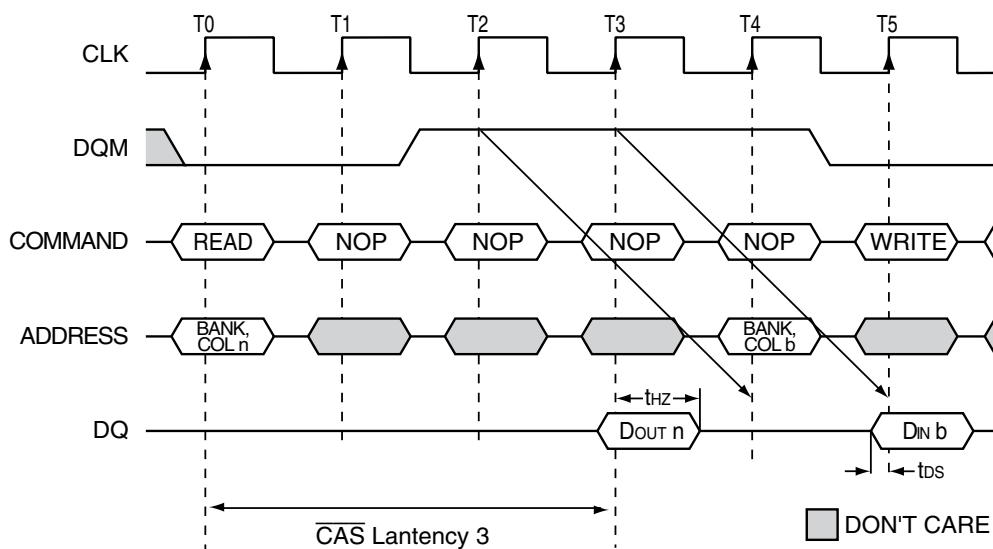 T0 T1 T2 T3 T4 T5
CLK
DQM
COMMAND READ NOP NOP NOP NOP WRITE
ADDRESS BANK, COL n BANK, COL b
tHZ
DQ DOUT n DIN b
tDS
CAS Lantency 3
DON'T CARE